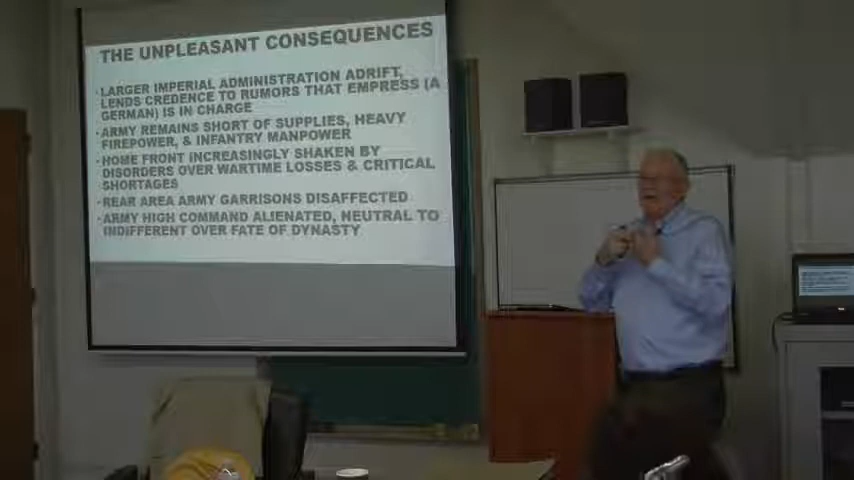 THE UNPLEASANT CONSEQUENCES
· LARGER IMPERIAL ADMINISTRATION ADRIFT,
LENDS CREDENCE TO RUMORS THAT EMPRESS (A
GERMAN) IS IN CHARGE
· ARMY REMAINS SHORT OF SUPPLIES, HEAVY
FIREPOWER, & INFANTRY MANPOWER
· HOME FRONT INCREASINGLY SHAKEN BY
DISORDERS OVER WARTIME LOSSES & CRITICAL
SHORTAGES
· REAR AREA ARMY GARRISONS DISAFFECTED
· ARMY HIGH COMMAND ALIENATED, NEUTRAL TO
INDIFFERENT OVER FATE OF DYNASTY